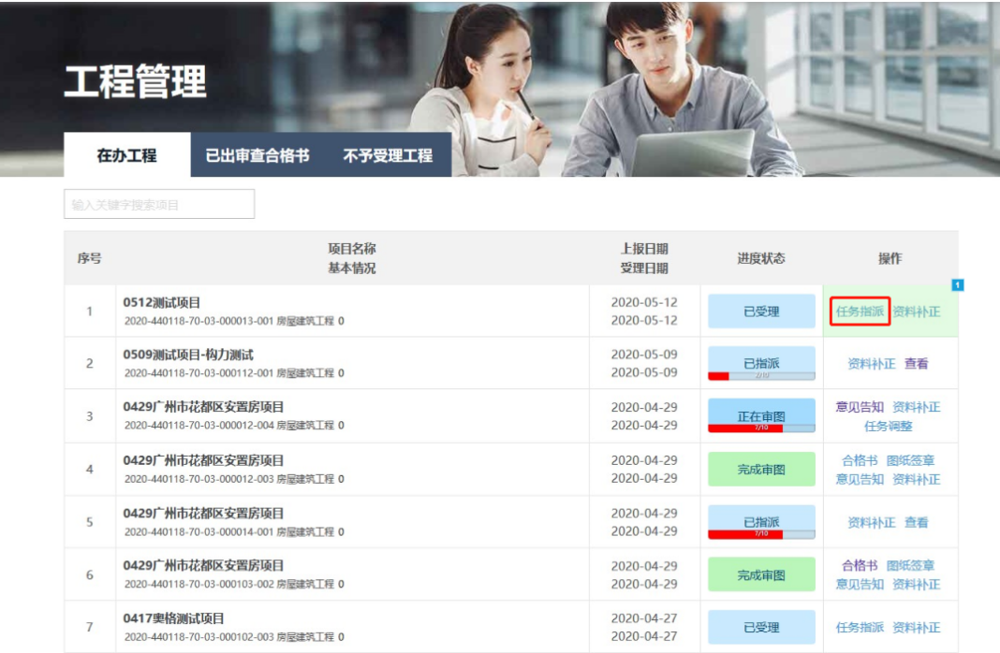 工程管理
在办工程 已出审查合格书 不予受理工程
输入关键字搜索项目
序号 项目名称 上报日期 进度状态 操作
基本情况 受理日期
1
1 0512测试项目 2020-05-12 已受理 任务指派 资料补正
2020-440118-70-03-000013-001 房屋建筑工程 0 2020-05-12
2 0509测试项目-构力测试 2020-05-09 已指派 资料补正 查看
2020-440118-70-03-000112-001 房屋建筑工程 0 2020-05-09 2/10
3 0429广州市花都区安置房项目 2020-04-29 正在审图 意见告知 资料补正
2020-440118-70-03-000012-004 房屋建筑工程 0 2020-04-29 7/10 任务调整
4 0429广州市花都区安置房项目 2020-04-29 完成审图 合格书 图纸签章
2020-440118-70-03-000012-003 房屋建筑工程 0 2020-04-29 意见告知 资料补正
5 0429广州市花都区安置房项目 2020-04-29 已指派 资料补正 查看
2020-440118-70-03-000014-001 房屋建筑工程 0 2020-04-29 7/10
6 0429广州市花都区安置房项目 2020-04-29 完成审图 合格书 图纸签章
2020-440118-70-03-000103-002 房屋建筑工程 0 2020-04-29 意见告知 资料补正
7 0417奥格测试项目 2020-04-27 已受理 任务指派 资料补正
2020-440118-70-03-000102-003 房屋建筑工程 0 2020-04-27